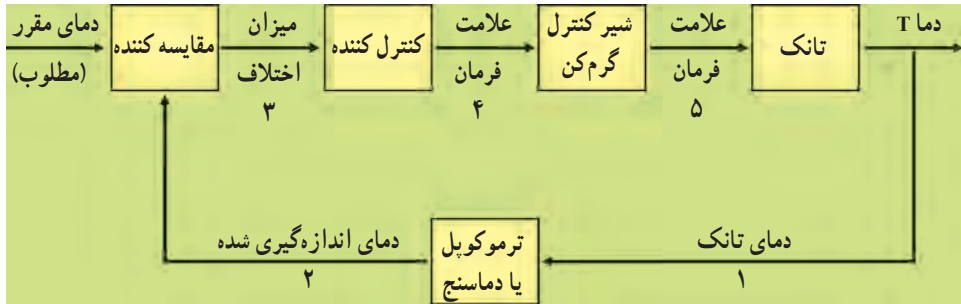 دمای مقرر
(مطلوب)
مقایسه کننده
میزان
اختلاف
۳
کنترل کننده
علامت
فرمان
۴
شیر کنترل
گرم‌کن
علامت
فرمان
۵
تانک
دما T
دمای تانک
۱
ترموکوپل
یا دماسنج
دمای اندازه‌گیری شده
۲